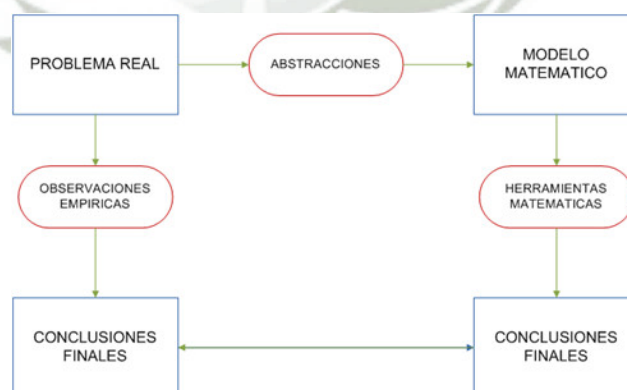 PROBLEMA REAL
ABSTRACCIONES
MODELO
MATEMATICO
OBSERVACIONES
EMPIRICAS
HERRAMIENTAS
MATEMATICAS
CONCLUSIONES
FINALES
CONCLUSIONES
FINALES